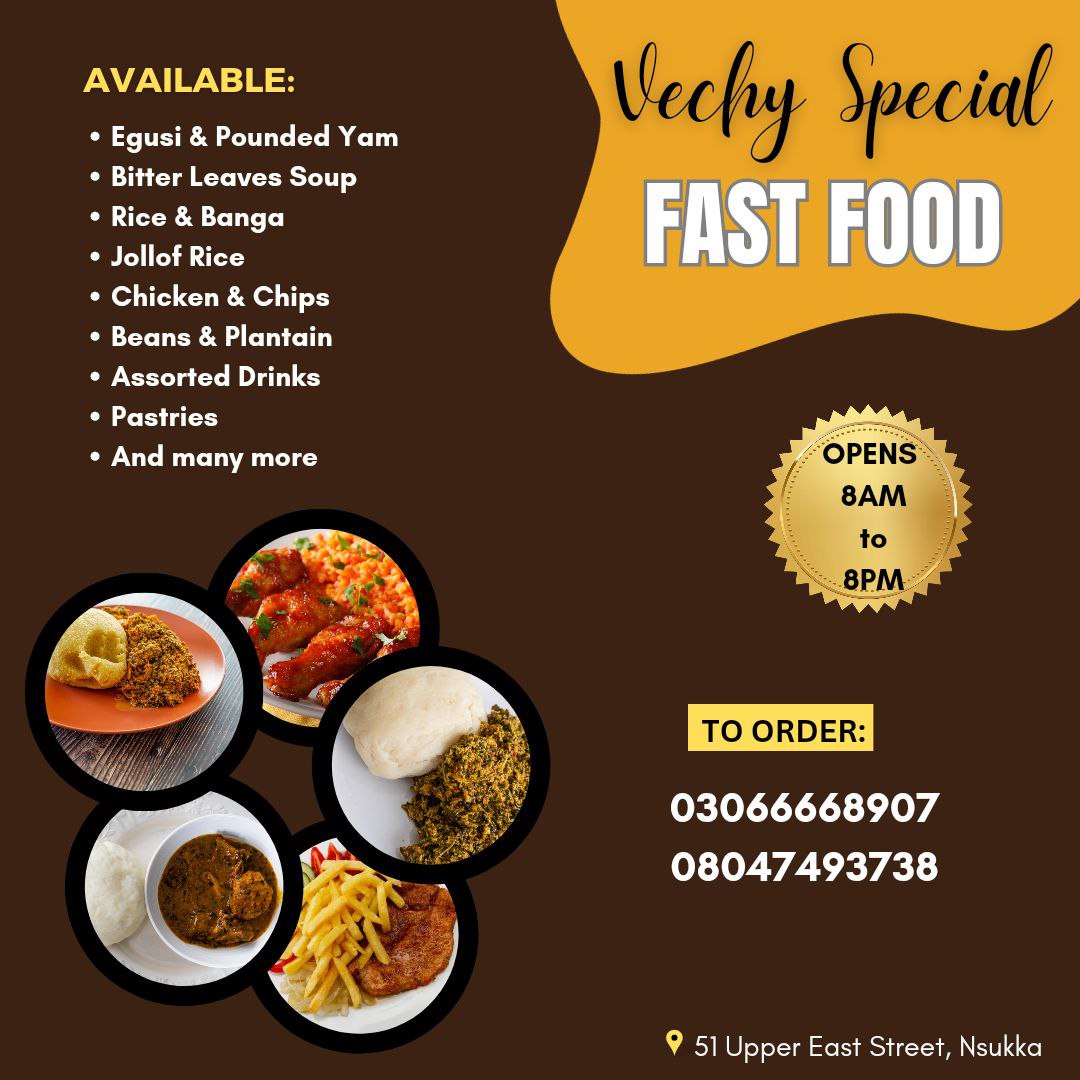 AVAILABLE:
• Egusi & Pounded Yam
• Bitter Leaves Soup
• Rice & Banga
• Jollof Rice
• Chicken & Chips
• Beans & Plantain
• Assorted Drinks
• Pastries
• And many more
Vechy Special
FAST FOOD
OPENS
8AM
to
8PM
TO ORDER:
03066668907
08047493738
51 Upper East Street, Nsukka